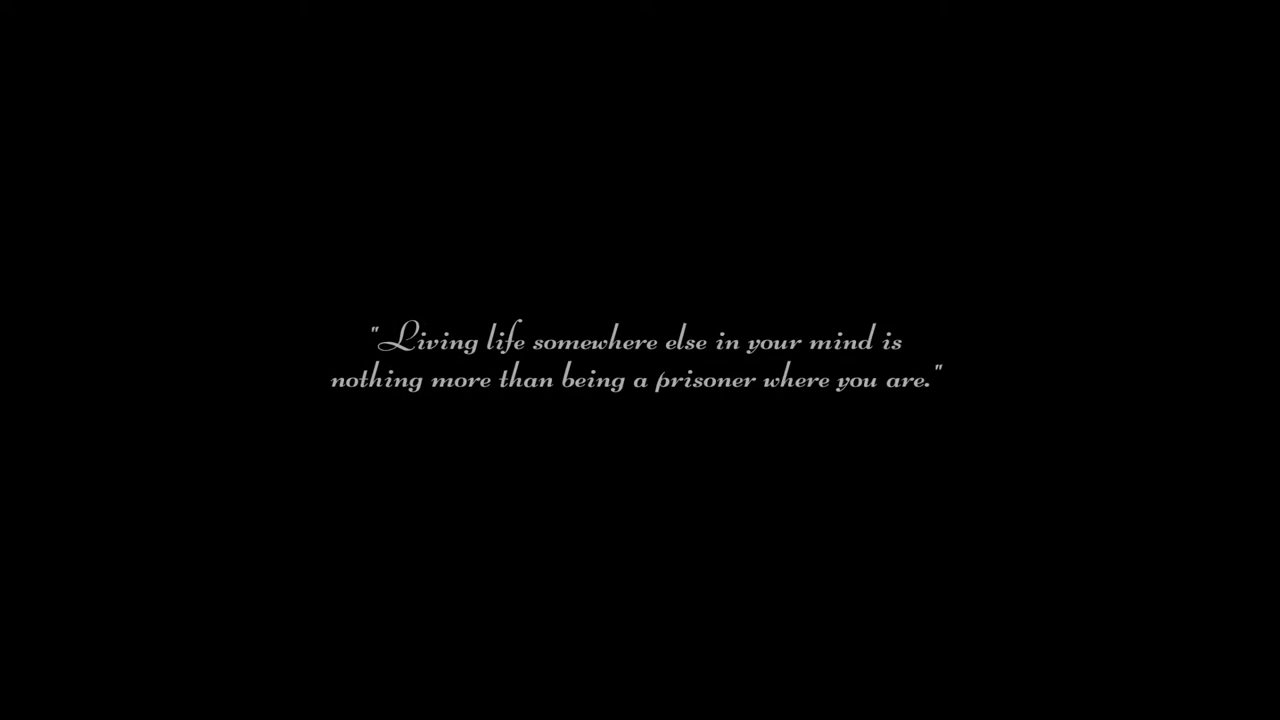 "Living life somewhere else in your mind is
nothing more than being a prisoner where you are."